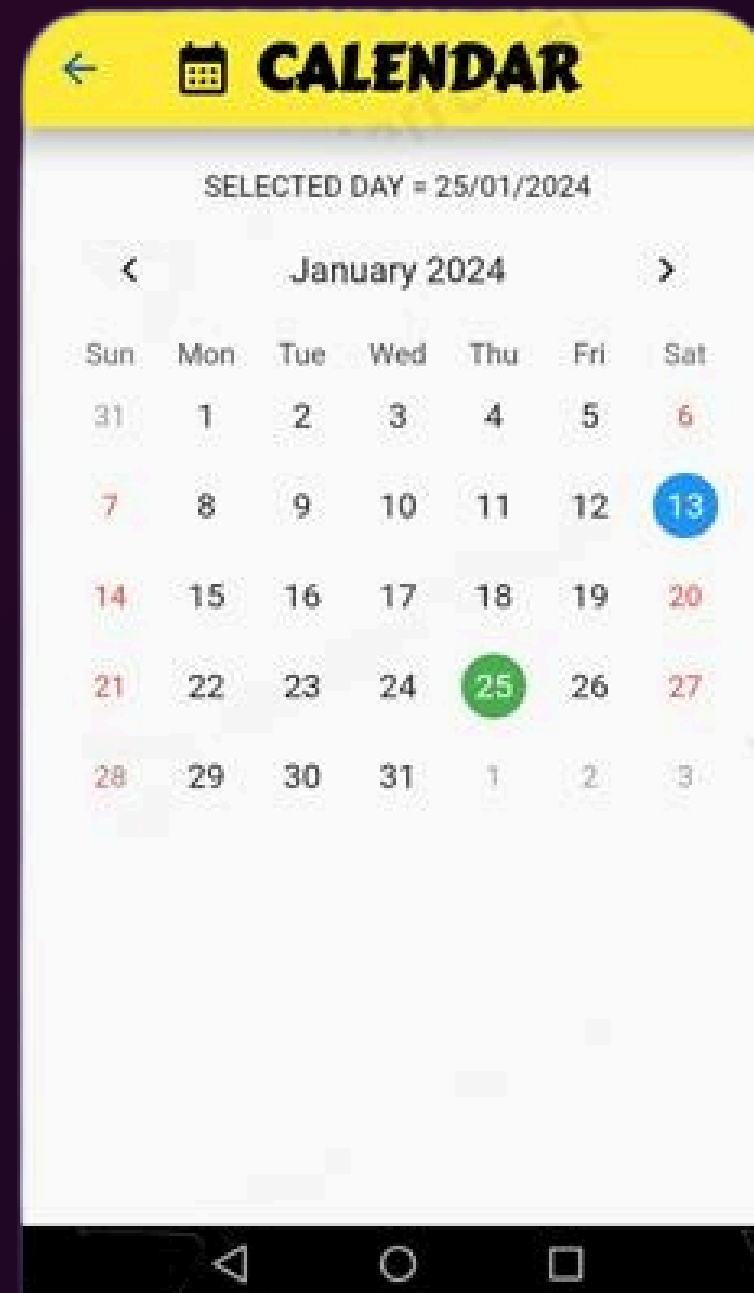 CALENDAR
SELECTED DAY = 25/01/2024
January 2024
Sun Mon Tue Wed Thu Fri Sat
31 1 2 3 4 5 6
7 8 9 10 11 12 13
14 15 16 17 18 19 20
21 22 23 24 25 26 27
28 29 30 31 1 2 3